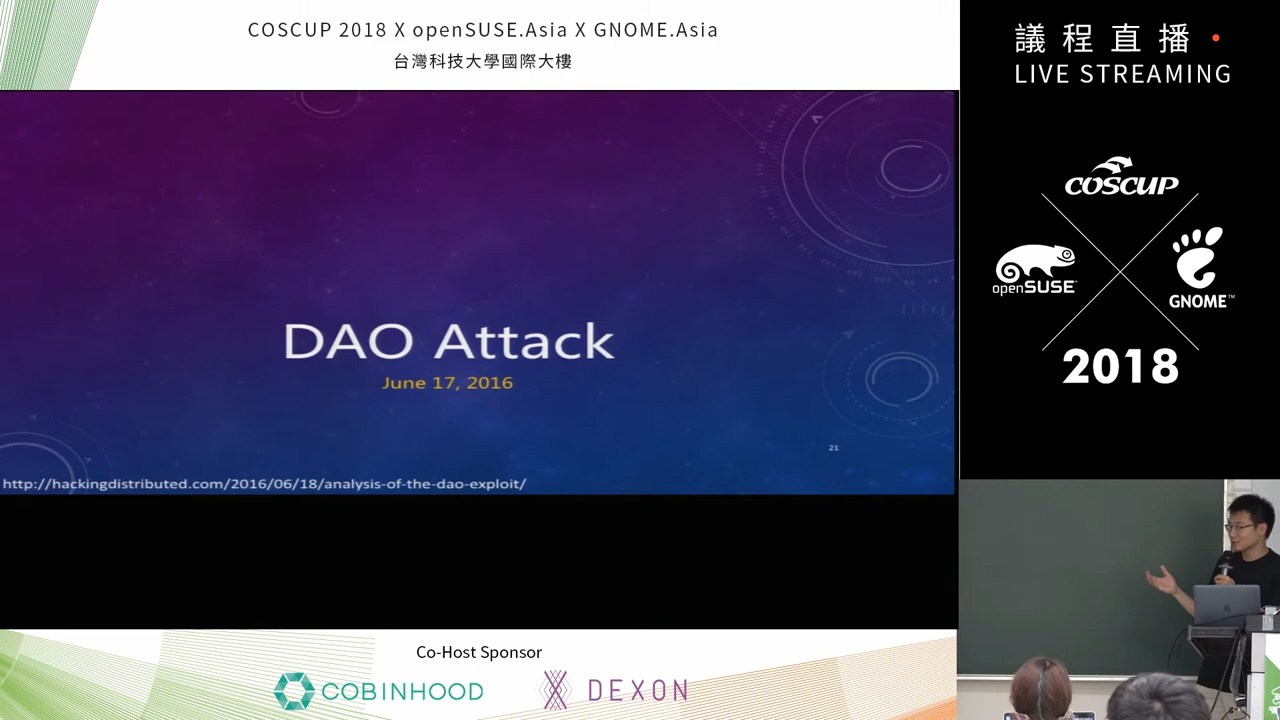 COSCUP 2018 X openSUSE.Asia X GNOME.Asia
台灣科技大學國際大樓
DAO Attack
June 17, 2016
21
http://hackingdistributed.com/2016/06/18/analysis-of-the-dao-exploit/
Co-Host Sponsor
COBINHOOD
DEXON
議程直播
LIVE STREAMING
COSCUP
openSUSE
GNOME™
2018